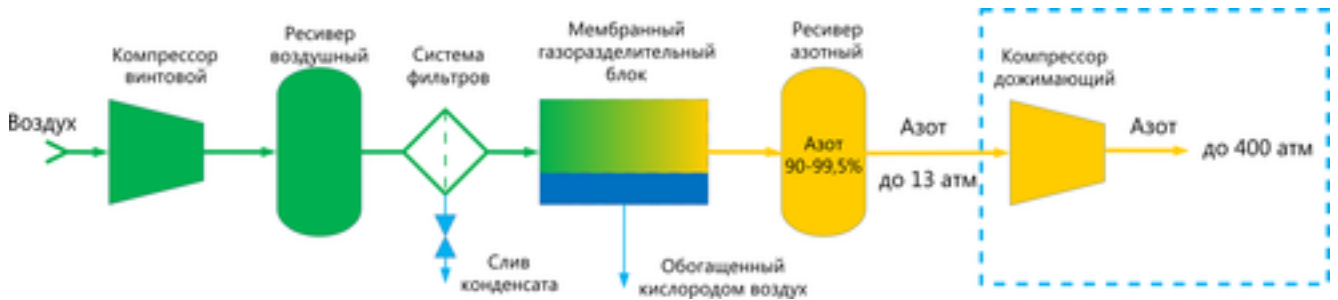 Воздух
Компрессор
винтовой
Ресивер
воздушный
Система
фильтров
Слив
конденсата
Мембранный
газоразделительный
блок
Обогащенный
кислородом воздух
Ресивер
азотный
Азот
90-99,5%
Азот
до 13 атм
Компрессор
дожимающий
Азот
до 400 атм